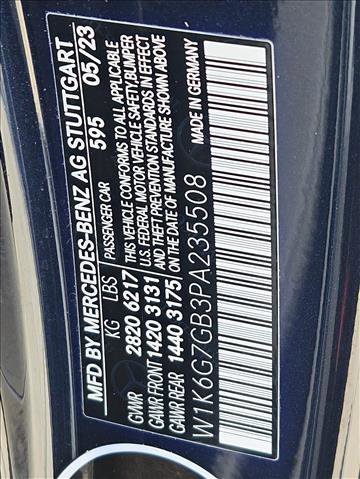 MFD BY MERCEDES-BENZ AG STUTTGART
595 05/23
KG LBS PASSENGER CAR
GVWR 2820 6217 THIS VEHICLE CONFORMS TO ALL APPLICABLE
GAWR FRONT 1420 3131 FEDERAL MOTOR VEHICLE SAFETY, BUMPER
GAWR REAR 1440 3175 AND THEFT PREVENTION STANDARDS IN EFFECT
ON THE DATE OF MANUFACTURE SHOWN ABOVE
W1K6G7GB3PA235508 MADE IN GERMANY